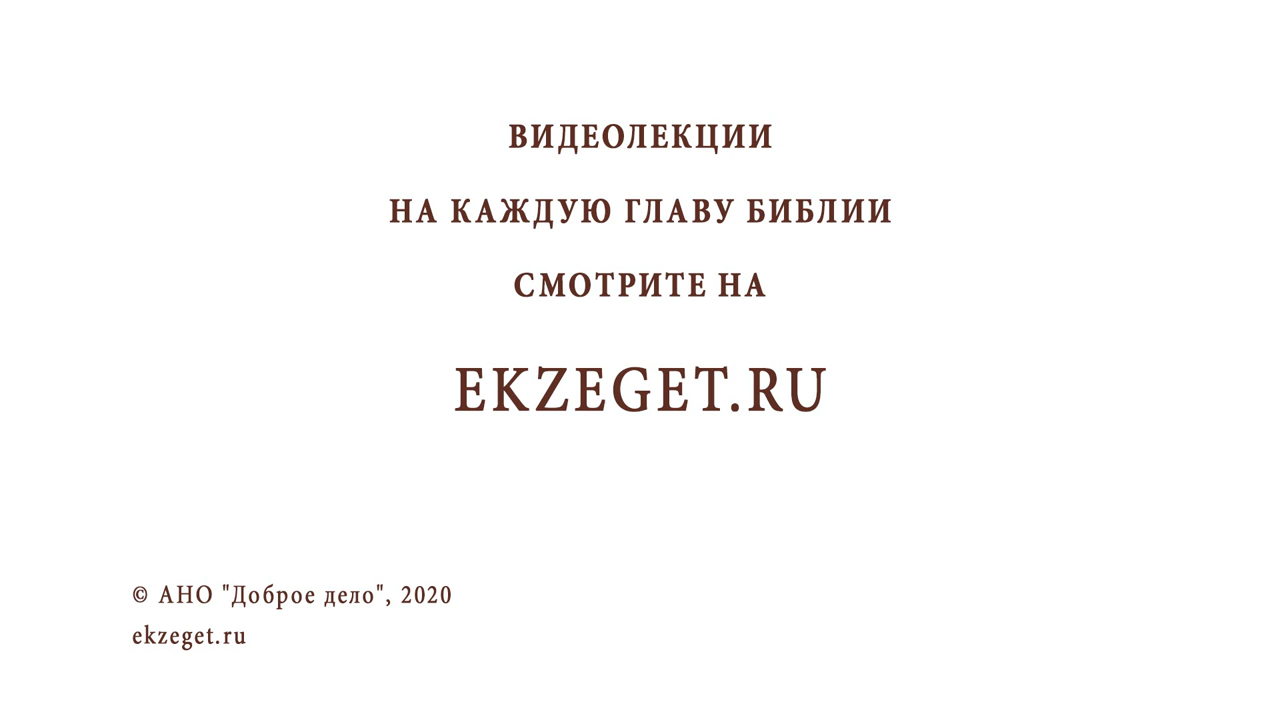 ВИДЕОЛЕКЦИИ
НА КАЖДУЮ ГЛАВУ БИБЛИИ
СМОТРИТЕ НА
EKZEGET.RU
© АНО "Доброе дело", 2020
ekzeget.ru